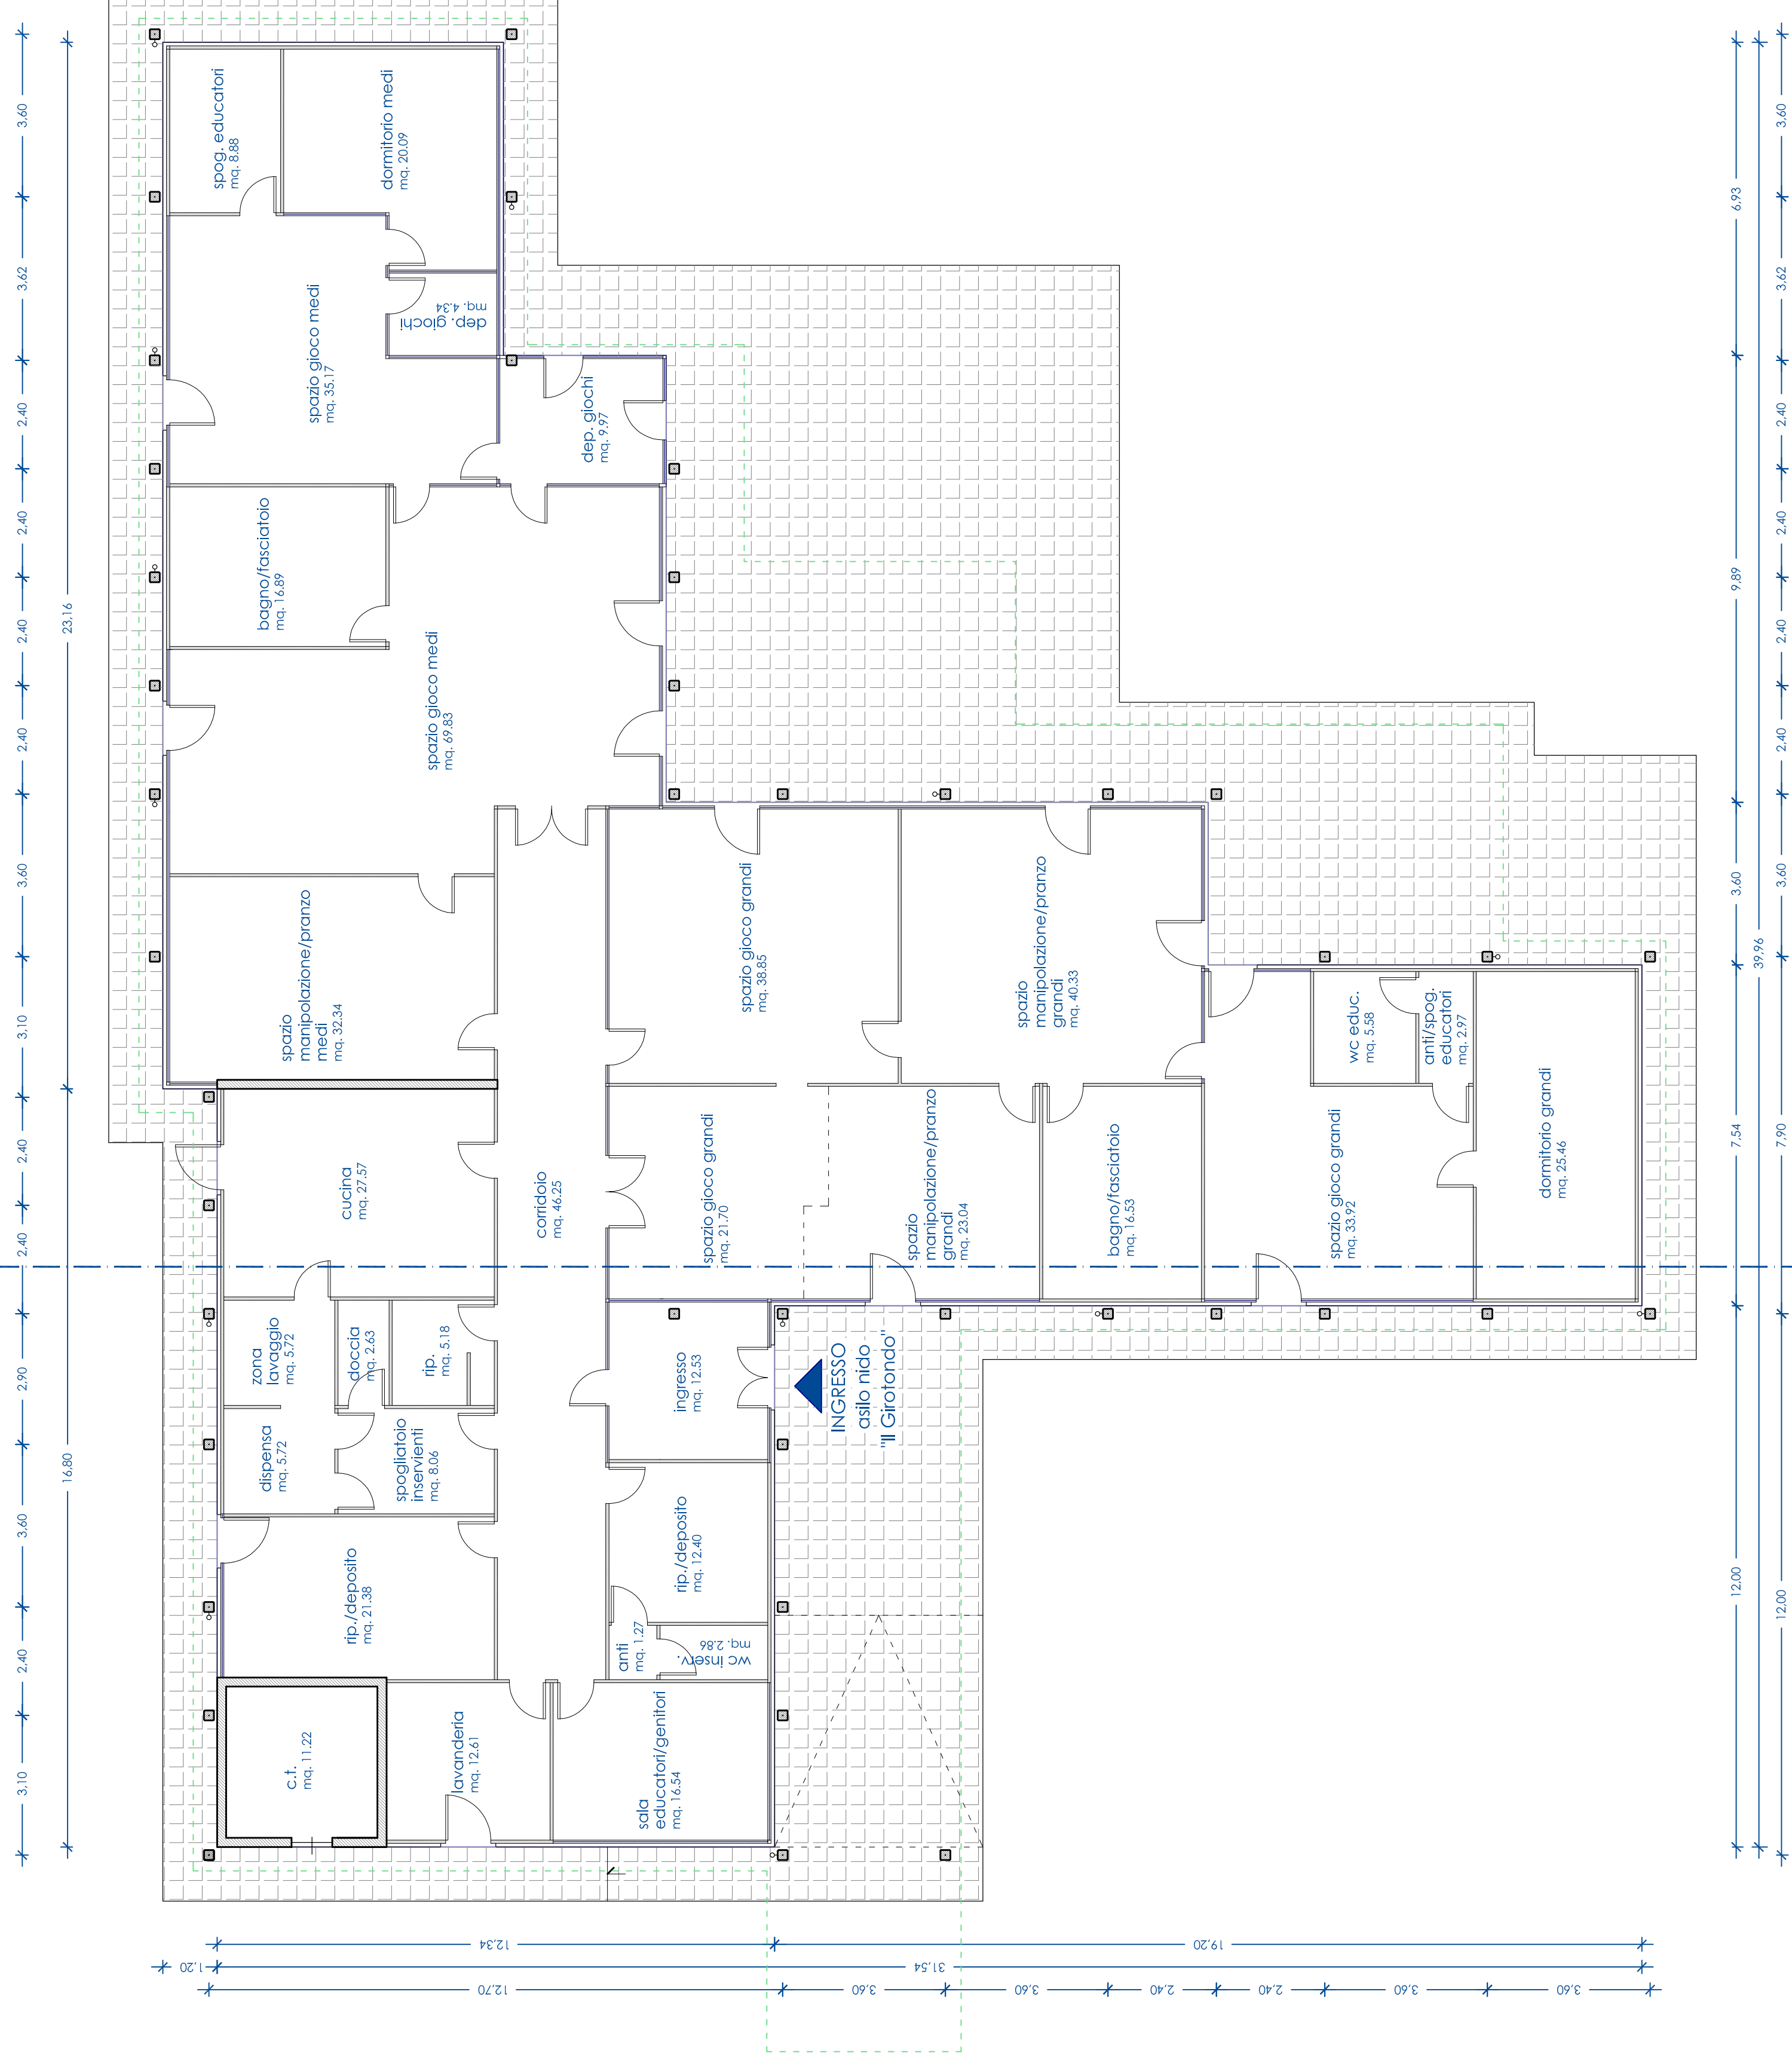 spog. educatori
mq. 8.88
dormitorio medi
mq. 20.09
spazio gioco medi
mq. 35.17
dep. giochi
mq. 4.34
dep. giochi
mq. 9.97
bagno/fasciatoio
mq. 16.89
spazio gioco medi
mq. 69.83
spazio
manipolazione/pranzo
medi
mq. 32.34
spazio gioco grandi
mq. 38.85
spazio
manipolazione/pranzo
grandi
mq. 40.33
wc educ.
mq. 5.58
anti/spog.
educatori
mq. 2.97
cucina
mq. 27.57
corridoio
mq. 46.25
spazio gioco grandi
mq. 21.70
spazio
manipolazione/pranzo
grandi
mq. 23.04
bagno/fasciatoio
mq. 16.53
spazio gioco grandi
mq. 33.92
dormitorio grandi
mq. 25.46
zona
lavaggio
mq. 5.72
doccia
mq. 2.63
rip.
mq. 5.18
ingresso
mq. 12.53
INGRESSO
asilo nido
"Il Girotondo"
dispensa
mq. 5.72
spogliatoio
inservienti
mq. 8.06
rip./deposito
mq. 21.38
rip./deposito
mq. 12.40
anti
mq. 1.27
wc inserv.
mq. 2.86
c.t.
mq. 11.22
lavanderia
mq. 12.61
sala
educatori/genitori
mq. 16.54
3,60
3,62
2,40
2,40
2,40
2,40
3,60
3,10
2,40
2,40
2,90
3,60
2,40
3,10
23,16
16,80
6,93
9,89
3,60
7,54
12,00
39,96
3,60
3,62
2,40
2,40
2,40
2,40
3,60
7,90
12,00
12,34
19,20
1,20
31,54
12,70
3,60
3,60
2,40
2,40
3,60
3,60